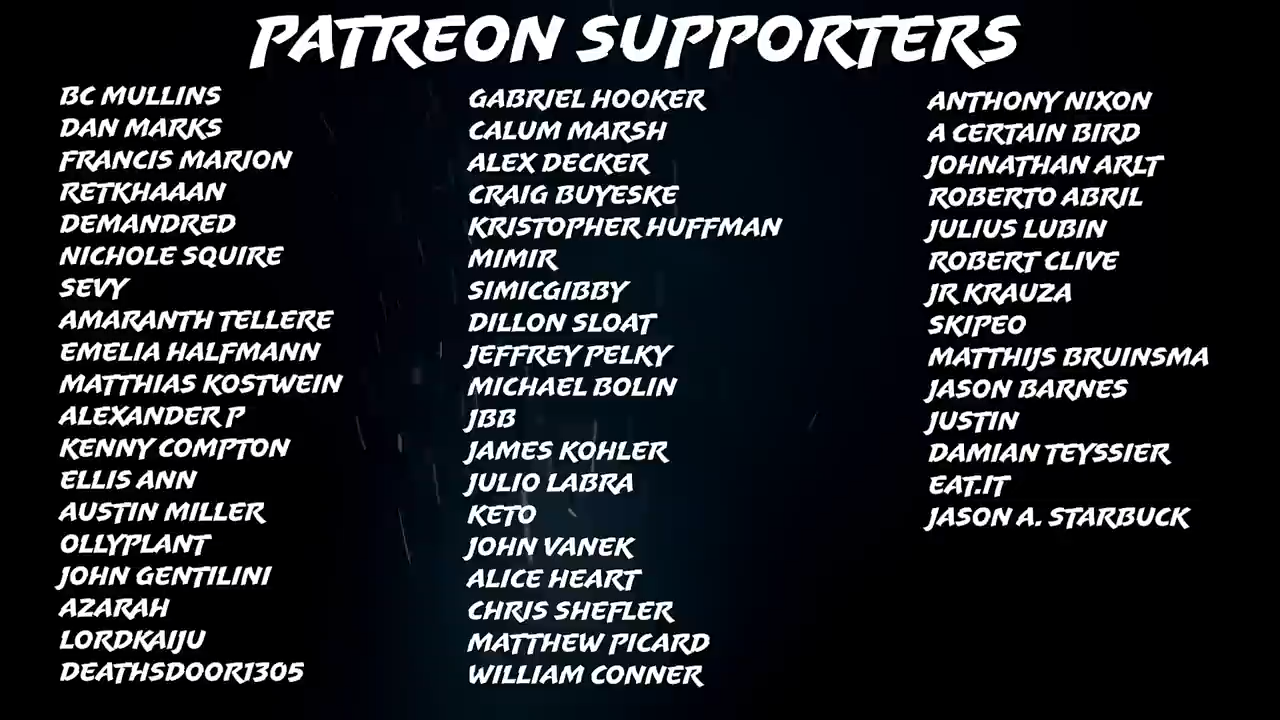 PATREON SUPPORTERS
BC MULLINS
DAN MARKS
FRANCIS MARION
RETKHAAAN
DEMANDRED
NICHOLE SQUIRE
SEVY
AMARANTH TELLERE
EMELIA HALFMANN
MATTHIAS KOSTWEIN
ALEXANDER P
KENNY COMPTON
ELLIS ANN
AUSTIN MILLER
OLLYPLANT
JOHN GENTILINI
AZARAH
LORDKAIJU
DEATHSDOOR1305
GABRIEL HOOKER
CALUM MARSH
ALEX DECKER
CRAIG BUYESKE
KRISTOPHER HUFFMAN
MIMIR
SIMICGIBBY
DILLON SLOAT
JEFFREY PELKY
MICHAEL BOLIN
JBB
JAMES KOHLER
JULIO LABRA
KETO
JOHN VANEK
ALICE HEART
CHRIS SHEFLER
MATTHEW PICARD
WILLIAM CONNER
ANTHONY NIXON
A CERTAIN BIRD
JOHNATHAN ARLT
ROBERTO ABRIL
JULIUS LUBIN
ROBERT CLIVE
JR KRAUZA
SKIPEO
MATTHIJS BRUINSMA
JASON BARNES
JUSTIN
DAMIAN TEYSSIER
EAT.IT
JASON A. STARBUCK